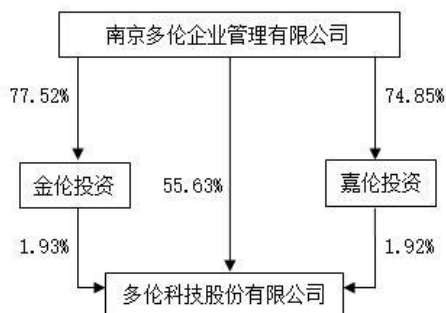 南京多伦企业管理有限公司
77.52%
74.85%
金伦投资
55.63%
嘉伦投资
1.93%
1.92%
多伦科技股份有限公司